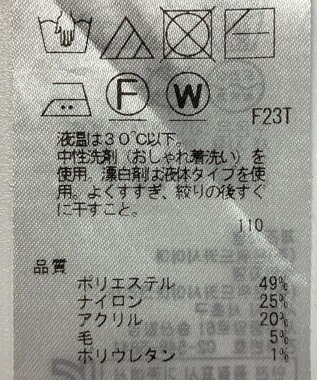 F
W
F23T
液温は30℃以下。
中性洗剤（おしゃれ着洗い）を
使用。漂白剤は液体タイプを使
用。よくすすぎ、絞りの後すぐ
に干すこと。
110
品質
ポリエステル 49%
ナイロン 25%
アクリル 20%
毛 5%
ポリウレタン 1%